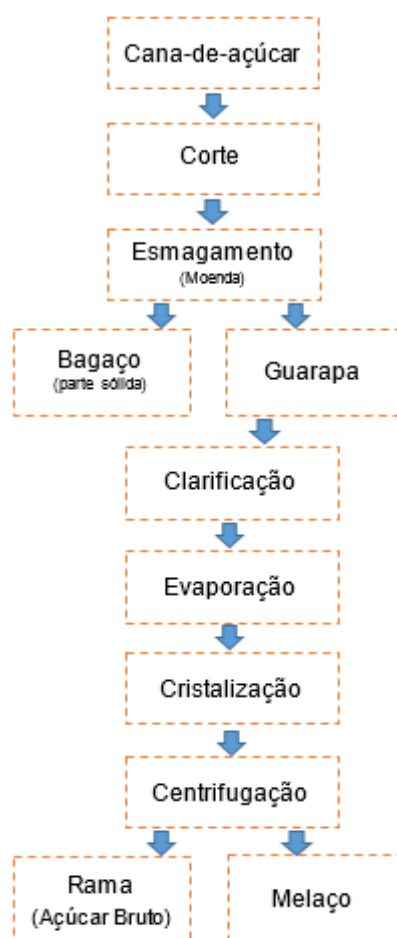 Cana-de-açúcar
Corte
Esmagamento
(Moenda)
Bagaço
(parte sólida)
Guarapa
Clarificação
Evaporação
Cristalização
Centrifugação
Rama
(Açúcar Bruto)
Melaço